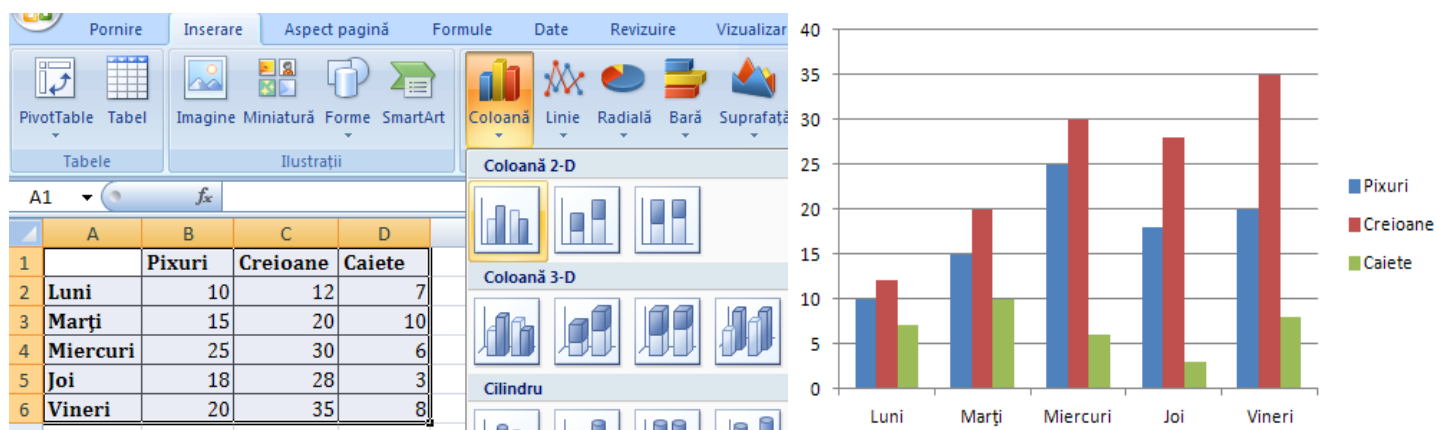 Pornire Inserare Aspect pagină Formule Date Revizuire Vizualizar
PivotTable Tabel Imagine Miniatură Forme SmartArt Coloană Linie Radială Bară Suprafață
Tabele Ilustrații
Coloană 2-D
A1 fx
A B C D
1 Pixuri Creioane Caiete
2 Luni 10 12 7
3 Marți 15 20 10
4 Miercuri 25 30 6
5 Joi 18 28 3
6 Vineri 20 35 8
Coloană 3-D
Cilindru
40
35
30
25
20
15
10
5
0
Luni Marți Miercuri Joi Vineri
Pixuri
Creioane
Caiete